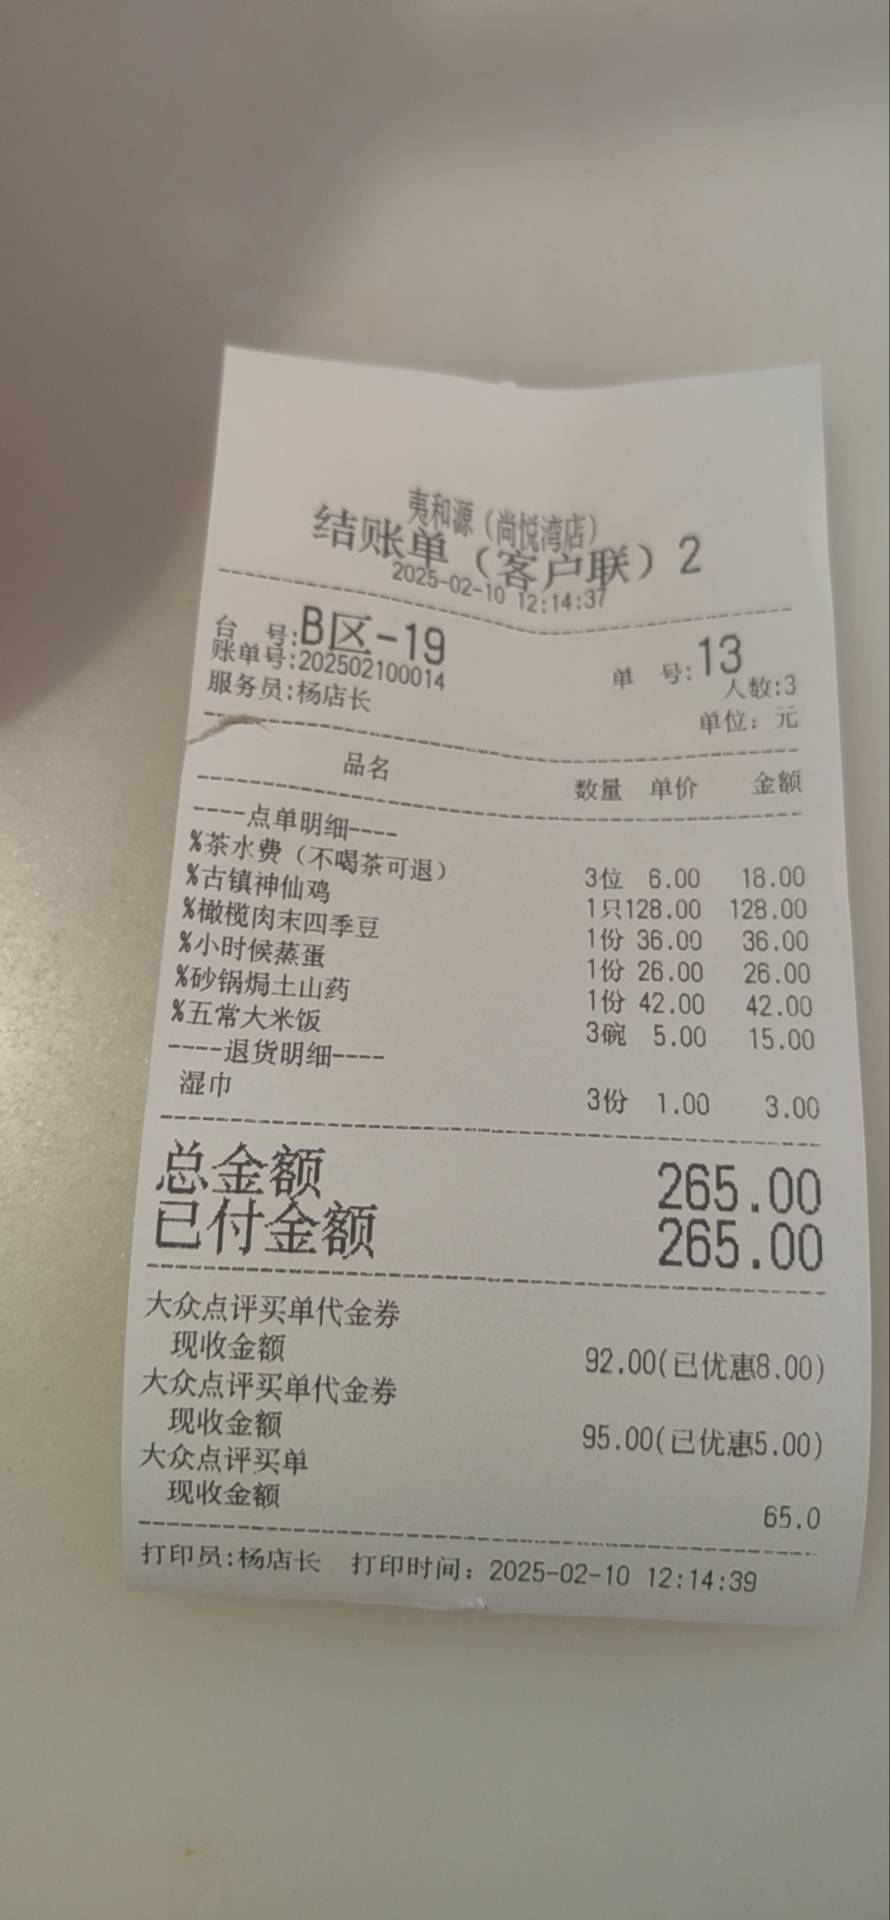 夷和源（尚悦湾店）
结账单（客户联）2
2025-02-10 12:14:37
台 号:B区-19 单 号:13
账单号:202502100014 人数:3
服务员:杨店长 单位：元
品名 数量 单价 金额
----点单明细----
%茶水费（不喝茶可退） 3位 6.00 18.00
%古镇神仙鸡 1只128.00 128.00
%橄榄肉末四季豆 1份 36.00 36.00
%小时候蒸蛋 1份 26.00 26.00
%砂锅焗土山药 1份 42.00 42.00
%五常大米饭 3碗 5.00 15.00
----退货明细----
湿巾 3份 1.00 3.00
总金额 265.00
已付金额 265.00
大众点评买单代金券
现收金额 92.00(已优惠8.00)
大众点评买单代金券
现收金额 95.00(已优惠5.00)
大众点评买单
现收金额 65.0
打印员:杨店长 打印时间：2025-02-10 12:14:39